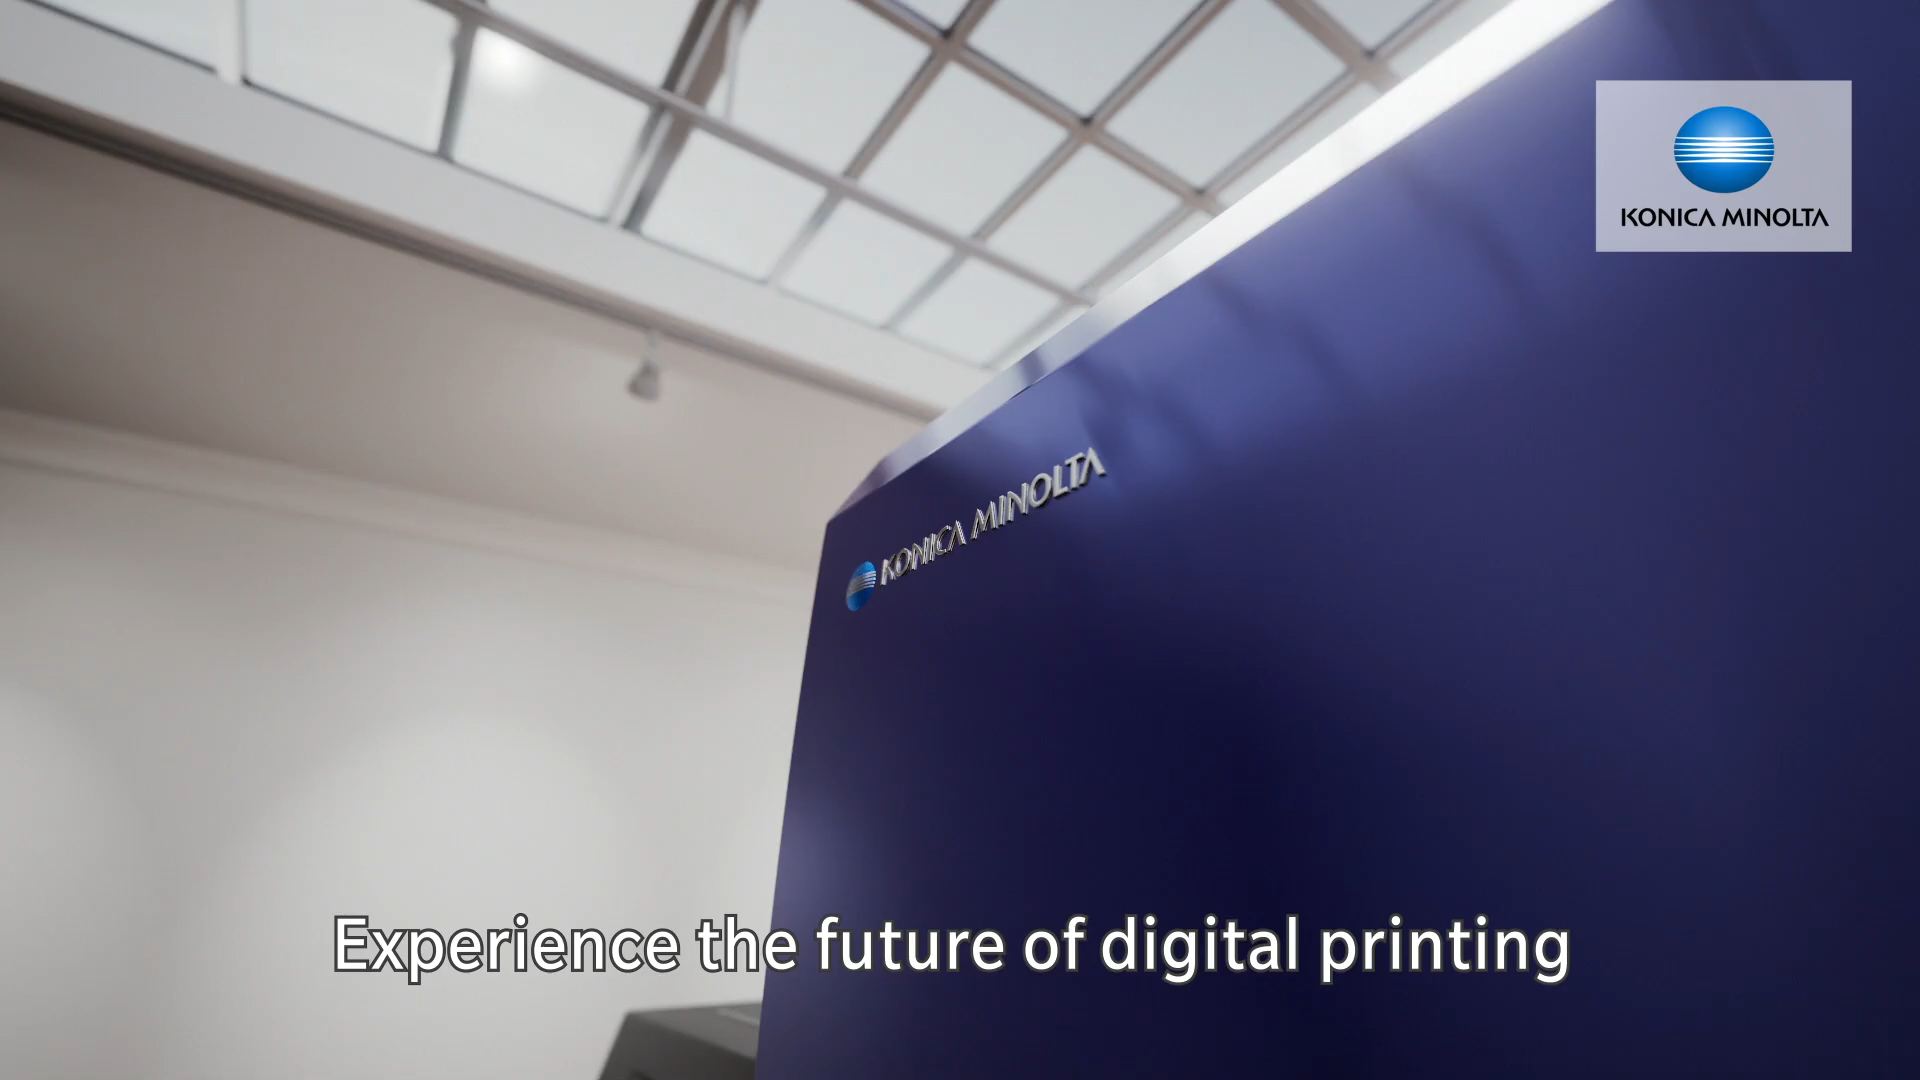 KONICA MINOLTA
KONICA MINOLTA
Experience the future of digital printing